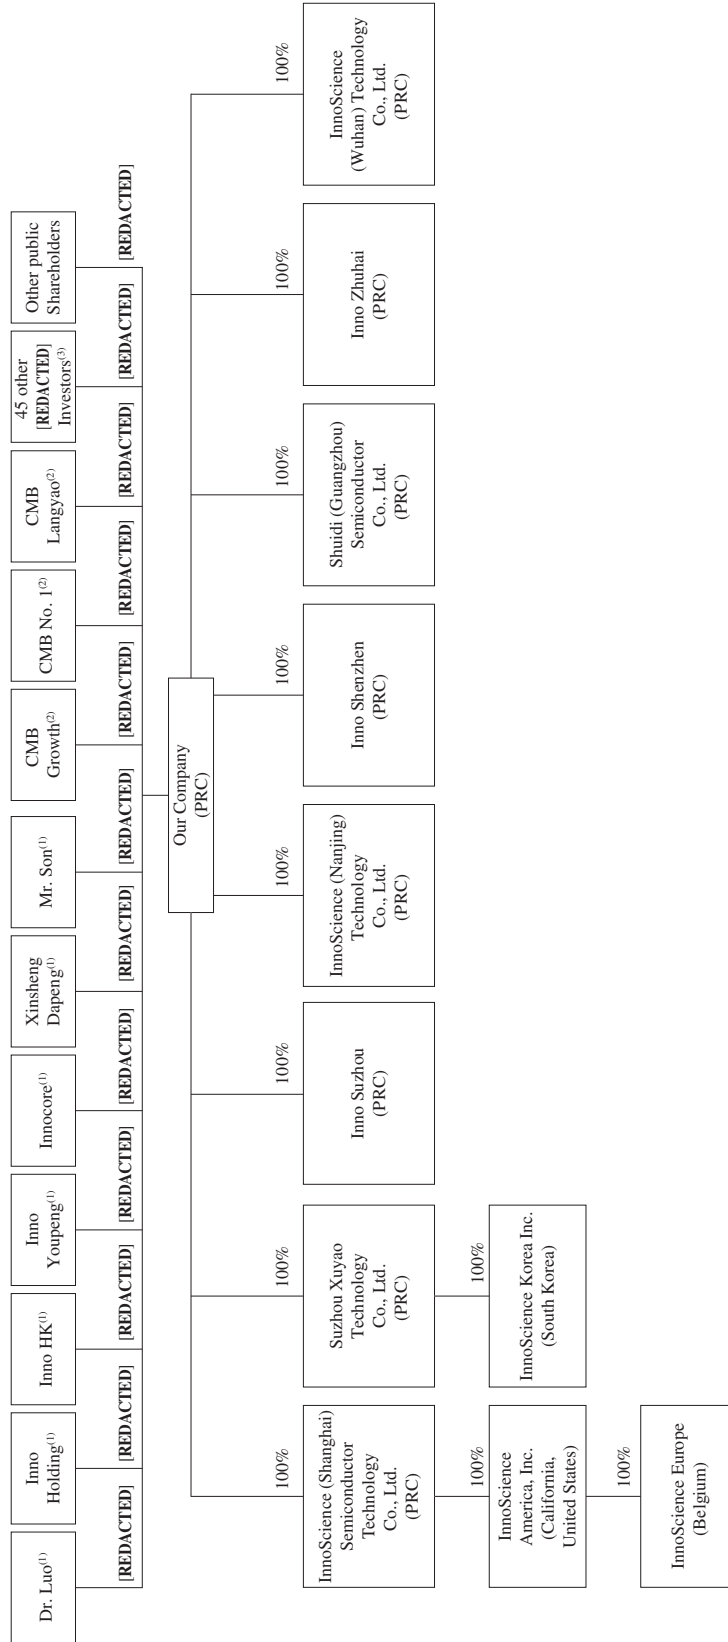 Dr. Luo(1)
Inno
Holding(1)
Inno HK(1)
Inno
Youpeng(1)
Innocore(1)
Xinsheng
Dapeng(1)
Mr. Son(1)
CMB
Growth(2)
CMB No. 1(2)
CMB
Langyao(2)
45 other
[REDACTED]
Investors(3)
Other public
Shareholders
[REDACTED]
[REDACTED]
[REDACTED]
[REDACTED]
[REDACTED]
[REDACTED]
[REDACTED]
[REDACTED]
[REDACTED]
[REDACTED]
[REDACTED]
[REDACTED]
Our Company
(PRC)
100%
100%
100%
100%
100%
100%
100%
100%
InnoScience (Shanghai)
Semiconductor
Technology
Co., Ltd.
(PRC)
Suzhou Xuyao
Technology
Co., Ltd.
(PRC)
Inno Suzhou
(PRC)
InnoScience (Nanjing)
Technology
Co., Ltd.
(PRC)
Inno Shenzhen
(PRC)
Shuidi (Guangzhou)
Semiconductor
Co., Ltd.
(PRC)
Inno Zhuhai
(PRC)
InnoScience
(Wuhan) Technology
Co., Ltd.
(PRC)
100%
100%
InnoScience
America, Inc.
(California,
United States)
InnoScience Korea Inc.
(South Korea)
100%
InnoScience Europe
(Belgium)